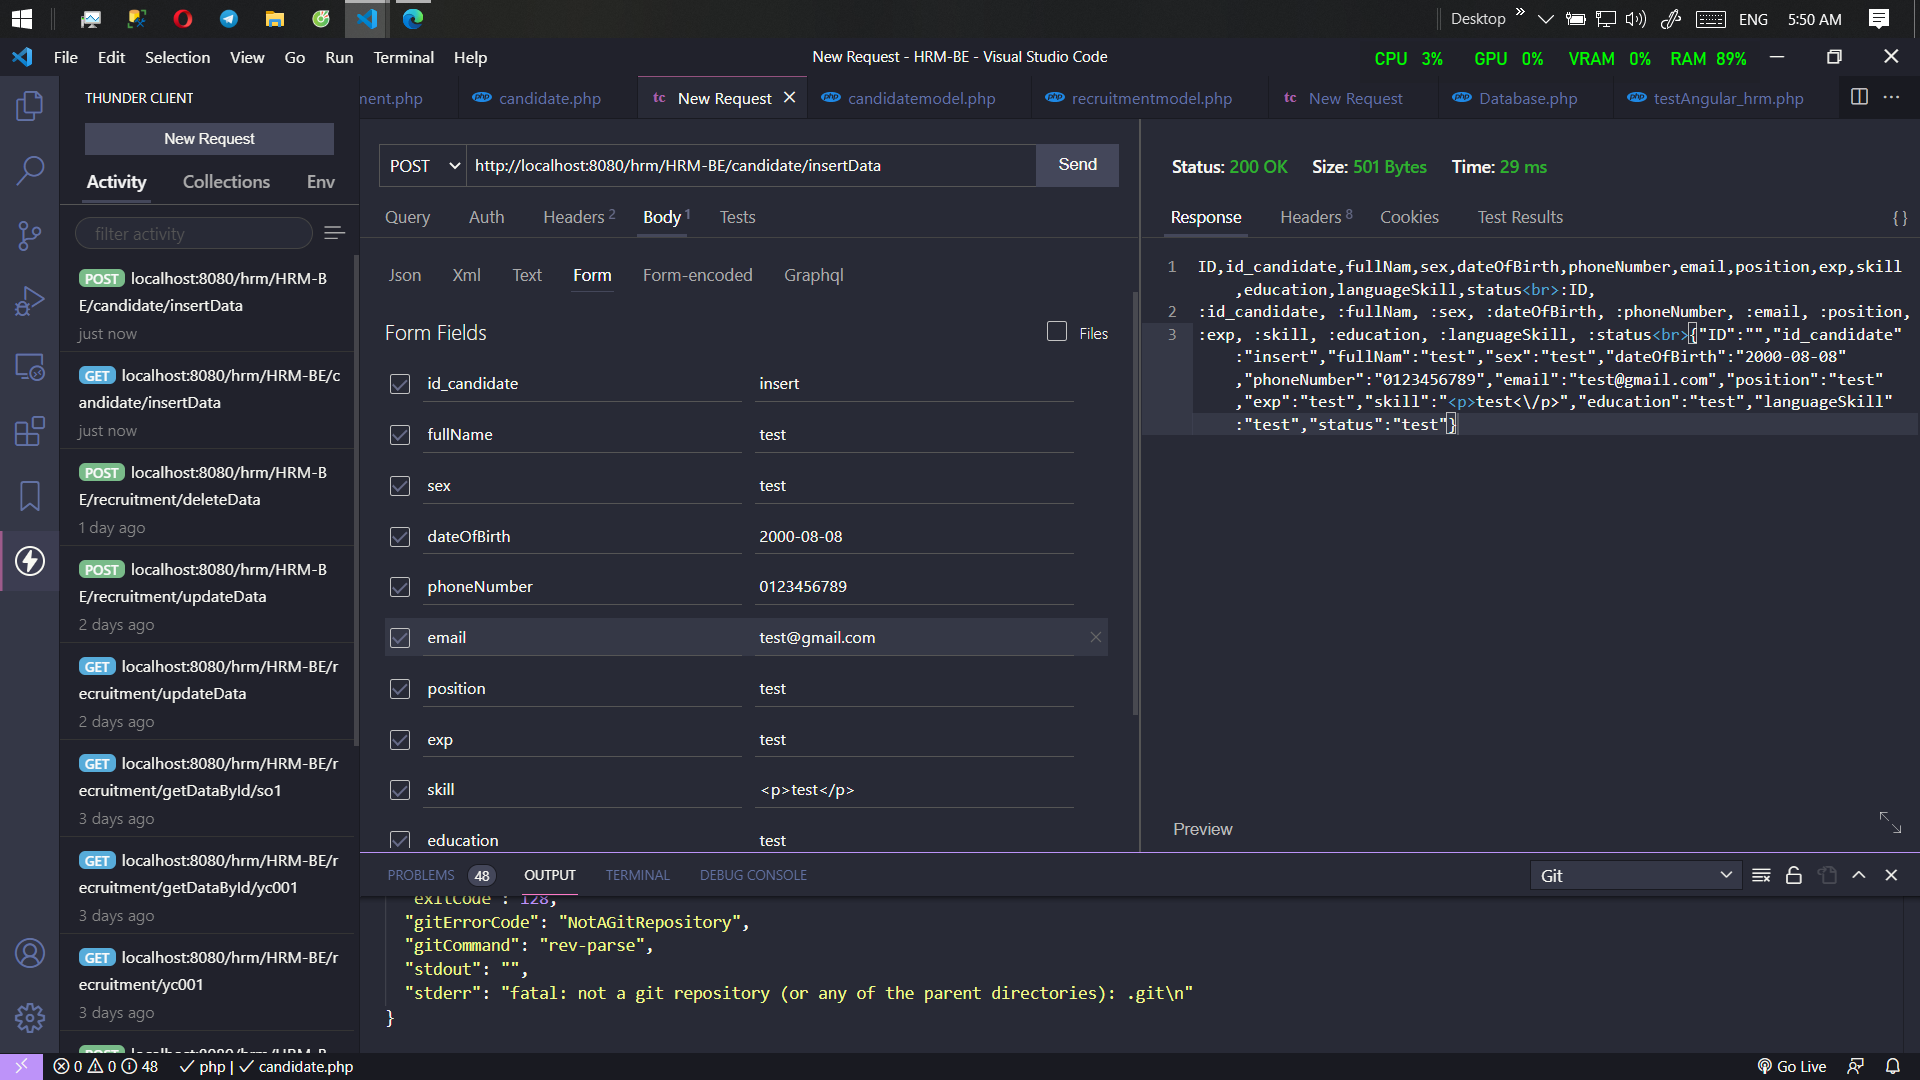 Desktop
»
ENG
5:50 AM
File Edit Selection View Go Run Terminal Help
New Request - HRM-BE - Visual Studio Code
CPU 3% GPU 0% VRAM 0% RAM 89%
THUNDER CLIENT
ment.php
candidate.php
tc New Request
candidatemodel.php
recruitmentmodel.php
tc New Request
Database.php
testAngular_hrm.php
New Request
Activity Collections Env
filter activity
POST localhost:8080/hrm/HRM-B
E/candidate/insertData
just now
GET localhost:8080/hrm/HRM-BE/c
andidate/insertData
just now
POST localhost:8080/hrm/HRM-B
E/recruitment/deleteData
1 day ago
POST localhost:8080/hrm/HRM-B
E/recruitment/updateData
2 days ago
GET localhost:8080/hrm/HRM-BE/r
ecruitment/updateData
2 days ago
GET localhost:8080/hrm/HRM-BE/r
ecruitment/getDataById/so1
3 days ago
GET localhost:8080/hrm/HRM-BE/r
ecruitment/getDataById/yc001
3 days ago
GET localhost:8080/hrm/HRM-BE/r
ecruitment/yc001
3 days ago
POST localhost:8080/hrm/HRM-B
POST http://localhost:8080/hrm/HRM-BE/candidate/insertData Send
Query Auth Headers 2 Body 1 Tests
Json Xml Text Form Form-encoded Graphql
Form Fields
Files
id_candidate insert
fullName test
sex test
dateOfBirth 2000-08-08
phoneNumber 0123456789
email test@gmail.com
position test
exp test
skill <p>test</p>
education test
Status: 200 OK Size: 501 Bytes Time: 29 ms
Response Headers 8 Cookies Test Results {}
1 ID,id_candidate,fullNam,sex,dateOfBirth,phoneNumber,email,position,exp,skill
,education,languageSkill,status<br>:ID,
2 :id_candidate, :fullNam, :sex, :dateOfBirth, :phoneNumber, :email, :position,
3 :exp, :skill, :education, :languageSkill, :status<br>{"ID":"","id_candidate"
:"insert","fullNam":"test","sex":"test","dateOfBirth":"2000-08-08"
,"phoneNumber":"0123456789","email":"test@gmail.com","position":"test"
,"exp":"test","skill":"<p>test<\/p>","education":"test","languageSkill"
:"test","status":"test"}
Preview
PROBLEMS 48 OUTPUT TERMINAL DEBUG CONSOLE
Git
"exitCode": 128,
"gitErrorCode": "NotAGitRepository",
"gitCommand": "rev-parse",
"stdout": "",
"stderr": "fatal: not a git repository (or any of the parent directories): .git\n"
}
0 0 48 php | candidate.php
Go Live